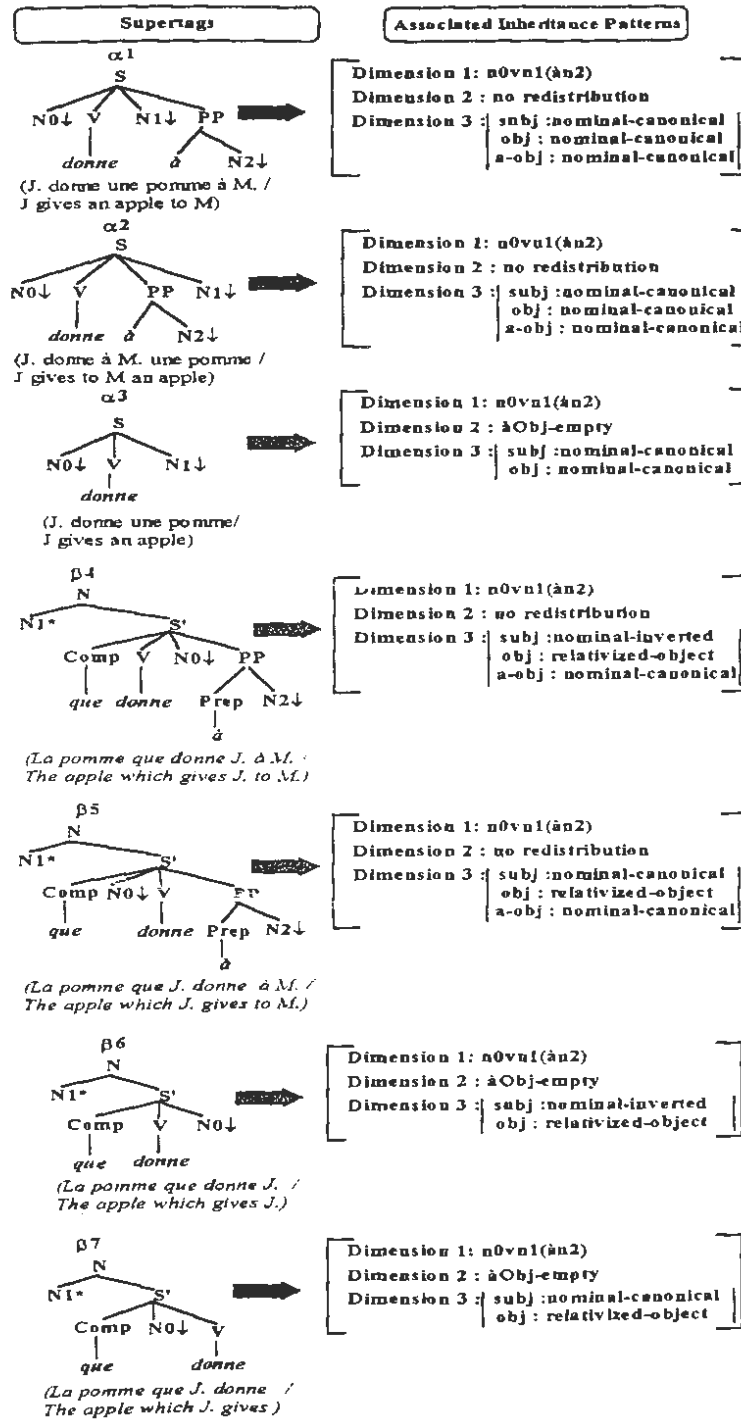 Supertags
Associated Inheritance Patterns
α1
S
N0↓ V N1↓ PP
donne à N2↓
(J. donne une pomme à M. /
J gives an apple to M)
Dimension 1: n0vn1(àn2)
Dimension 2 : no redistribution
Dimension 3 : subj :nominal-canonical
obj : nominal-canonical
a-obj : nominal-canonical
α2
S
N0↓ V PP N1↓
donne à N2↓
(J. donne à M. une pomme /
J gives to M an apple)
Dimension 1: n0vn1(àn2)
Dimension 2 : no redistribution
Dimension 3 : subj :nominal-canonical
obj : nominal-canonical
a-obj : nominal-canonical
α3
S
N0↓ V N1↓
donne
(J. donne une pomme/
J gives an apple)
Dimension 1: n0vn1(àn2)
Dimension 2 : àObj-empty
Dimension 3 : subj :nominal-canonical
obj : nominal-canonical
β4
N
N1* S'
Comp V N0↓ PP
que donne Prep N2↓
à
(La pomme que donne J. à M. /
The apple which gives J. to M.)
Dimension 1: n0vn1(àn2)
Dimension 2 : no redistribution
Dimension 3 : subj :nominal-inverted
obj : relativized-object
a-obj : nominal-canonical
β5
N
N1* S'
Comp N0↓ V PP
que donne Prep N2↓
à
(La pomme que J. donne à M. /
The apple which J. gives to M.)
Dimension 1: n0vn1(àn2)
Dimension 2 : no redistribution
Dimension 3 : subj :nominal-canonical
obj : relativized-object
a-obj : nominal-canonical
β6
N
N1* S'
Comp V N0↓
que donne
(La pomme que donne J. /
The apple which gives J.)
Dimension 1: n0vn1(àn2)
Dimension 2 : àObj-empty
Dimension 3 : subj :nominal-inverted
obj : relativized-object
β7
N
N1* S'
Comp N0↓ V
que donne
(La pomme que J. donne /
The apple which J. gives )
Dimension 1: n0vn1(àn2)
Dimension 2 : àObj-empty
Dimension 3 : subj :nominal-canonical
obj : relativized-object